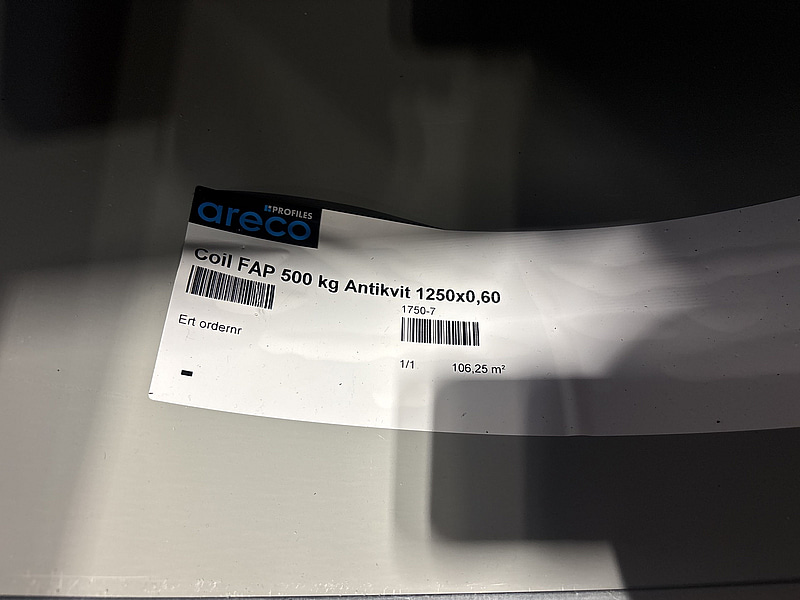 areco PROFILES
Coil FAP 500 kg Antikvit 1250x0,60
1750-7
Ert ordernr
1/1 106,25 m²